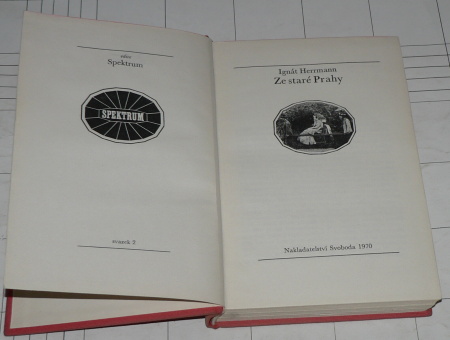 edice
Spektrum
SPEKTRUM
svazek 2
Ignát Herrmann
Ze staré Prahy
Nakladatelství Svoboda 1970